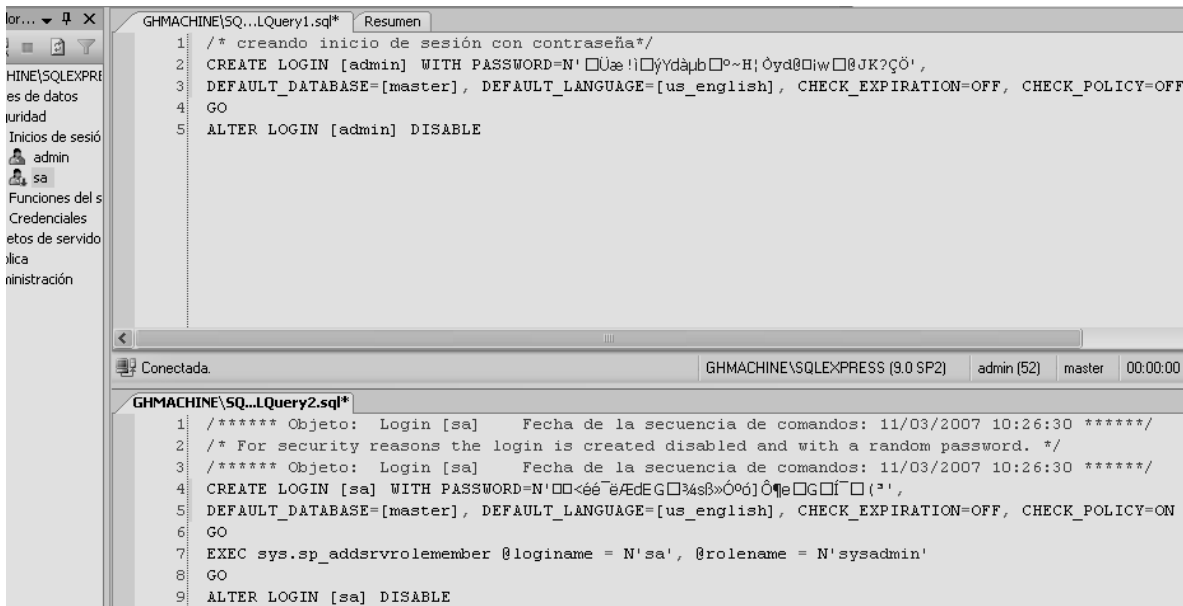 dor...
GHMACHINE\SQ...LQuery1.sql* Resumen
1 /* creando inicio de sesión con contraseña*/
2 CREATE LOGIN [admin] WITH PASSWORD=N'
3 DEFAULT_DATABASE=[master], DEFAULT_LANGUAGE=[us_english], CHECK_EXPIRATION=OFF, CHECK_POLICY=OFF
4 GO
5 ALTER LOGIN [admin] DISABLE
HINE\SQLEXPRE
es de datos
uridad
Inicios de sesió
admin
sa
Funciones del s
Credenciales
etos de servido
plica
ministración
Conectada. GHMACHINE\SQLEXPRESS (9.0 SP2) admin (52) master 00:00:00
GHMACHINE\SQ...LQuery2.sql*
1 /****** Objeto: Login [sa] Fecha de la secuencia de comandos: 11/03/2007 10:26:30 ******/
2 /* For security reasons the login is created disabled and with a random password. */
3 /****** Objeto: Login [sa] Fecha de la secuencia de comandos: 11/03/2007 10:26:30 ******/
4 CREATE LOGIN [sa] WITH PASSWORD=N'
5 DEFAULT_DATABASE=[master], DEFAULT_LANGUAGE=[us_english], CHECK_EXPIRATION=OFF, CHECK_POLICY=ON
6 GO
7 EXEC sys.sp_addsrvrolemember @loginame = N'sa', @rolename = N'sysadmin'
8 GO
9 ALTER LOGIN [sa] DISABLE